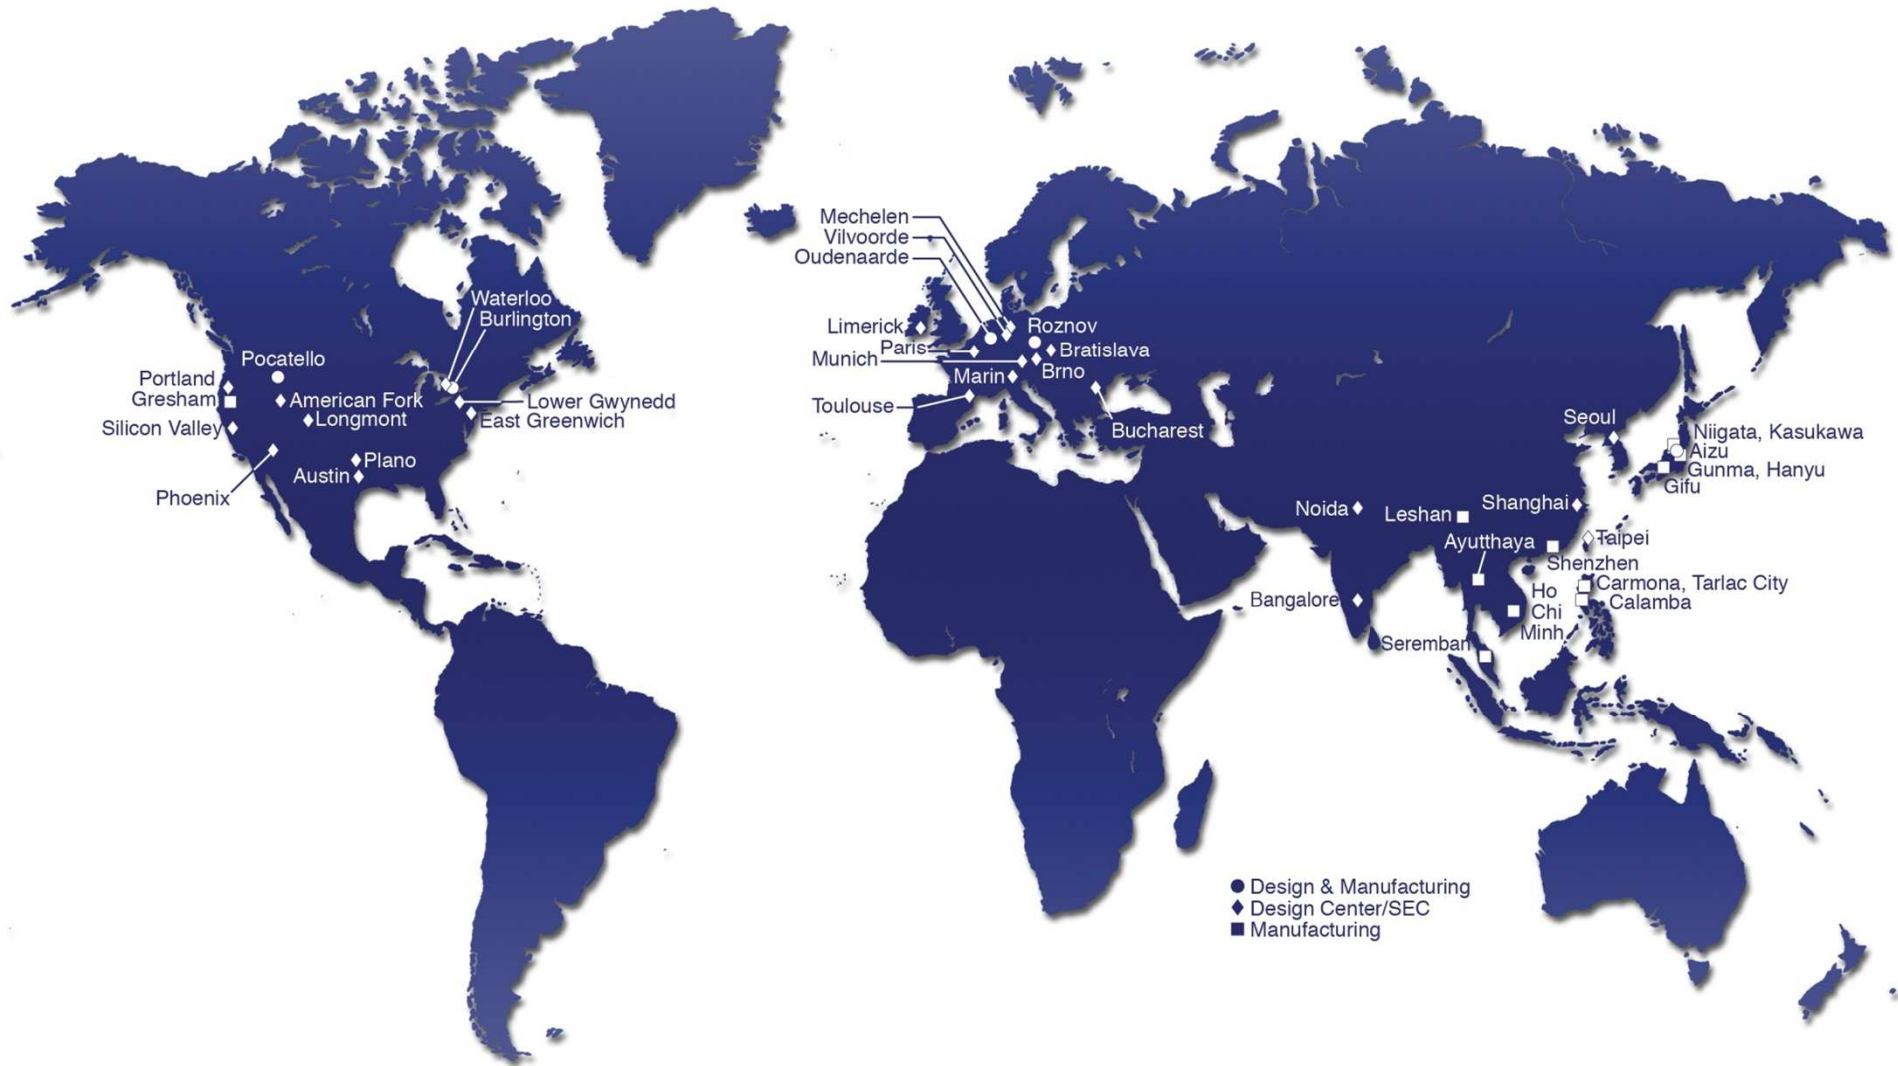 Mechelen
Vilvoorde
Oudenaarde
Waterloo
Burlington
Limerick
Roznov
Paris
Bratislava
Munich
Brno
Marin
Toulouse
Bucharest
Pocatello
Portland
Gresham
American Fork
Longmont
Silicon Valley
Lower Gwynedd
East Greenwich
Plano
Austin
Phoenix
Seoul
Niigata, Kasukawa
Aizu
Gunma, Hanyu
Gifu
Noida
Leshan
Shanghai
Ayutthaya
Taipei
Shenzhen
Carmona, Tarlac City
Calamba
Bangalore
Ho
Chi
Minh
Seremban
Design & Manufacturing
Design Center/SEC
Manufacturing